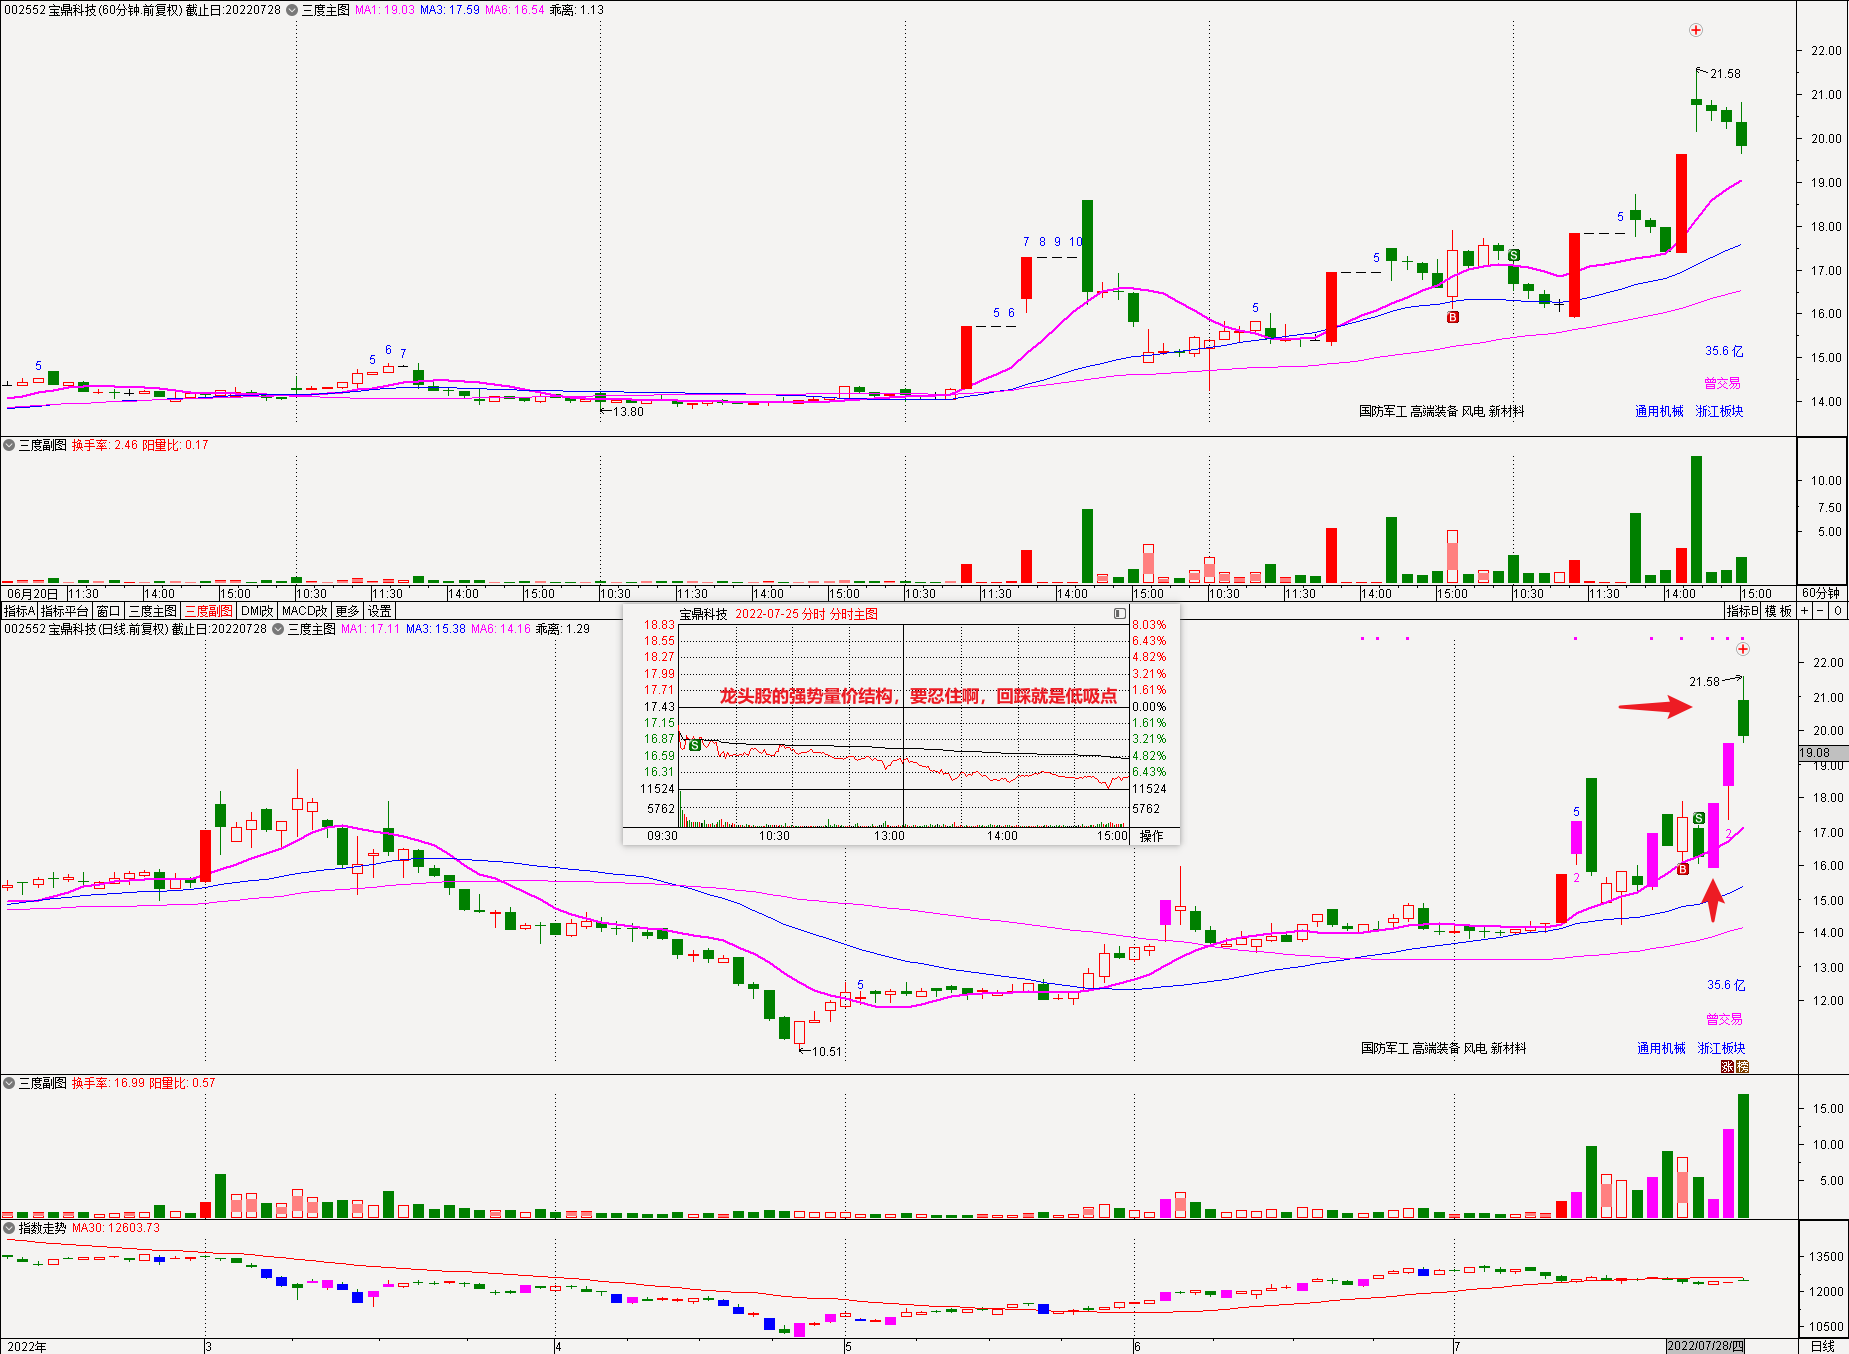 002552 宝鼎科技(60分钟.前复权) 截止日:20220728 三度主图 MA1: 19.03 MA3: 17.59 MA6: 16.54 乖离: 1.13
22.00
21.58
21.00
20.00
19.00
18.00
17.00
16.00
15.00
14.00
5
5 6 7
5 6
7 8 9 10
5
5
5
S
B
13.80
35.6 亿
曾交易
国防军工 高端装备 风电 新材料 通用机械 浙江板块
三度副图 换手率: 2.46 阳量比: 0.17
10.00
7.50
5.00
06月20日 11:30 14:00 15:00 10:30 11:30 14:00 15:00 10:30 11:30 14:00 15:00 10:30 11:30 14:00 15:00 10:30 11:30 14:00 15:00 10:30 11:30 14:00 15:00 60分钟
指标A 指标平台 窗口 三度主图 三度副图 DMI改 MACD改 更多 设置 指标B 模 板 + − 0
002552 宝鼎科技(日线.前复权) 截止日:20220728 三度主图 MA1: 17.11 MA3: 15.38 MA6: 14.16 乖离: 1.29
宝鼎科技 2022-07-25 分时 分时主图
18.83 8.03%
18.55 6.43%
18.27 4.82%
17.99 3.21%
17.71 1.61%
龙头股的强势量价结构，要忍住啊，回踩就是低吸点
17.43 0.00%
17.15 1.61%
16.87 3.21%
S
16.59 4.82%
16.31 6.43%
11524 11524
5762 5762
09:30 10:30 13:00 14:00 15:00 操作
22.00
21.58
21.00
20.00
19.08
19.00
18.00
17.00
16.00
15.00
14.00
13.00
12.00
5
2
S
B
2
5
10.51
35.6 亿
曾交易
国防军工 高端装备 风电 新材料 通用机械 浙江板块
涨 榜
三度副图 换手率: 16.99 阳量比: 0.57
15.00
10.00
5.00
指数走势 MA30: 12603.73
13500
12000
10500
2022年 3 4 5 6 7 2022/07/28/四 日线